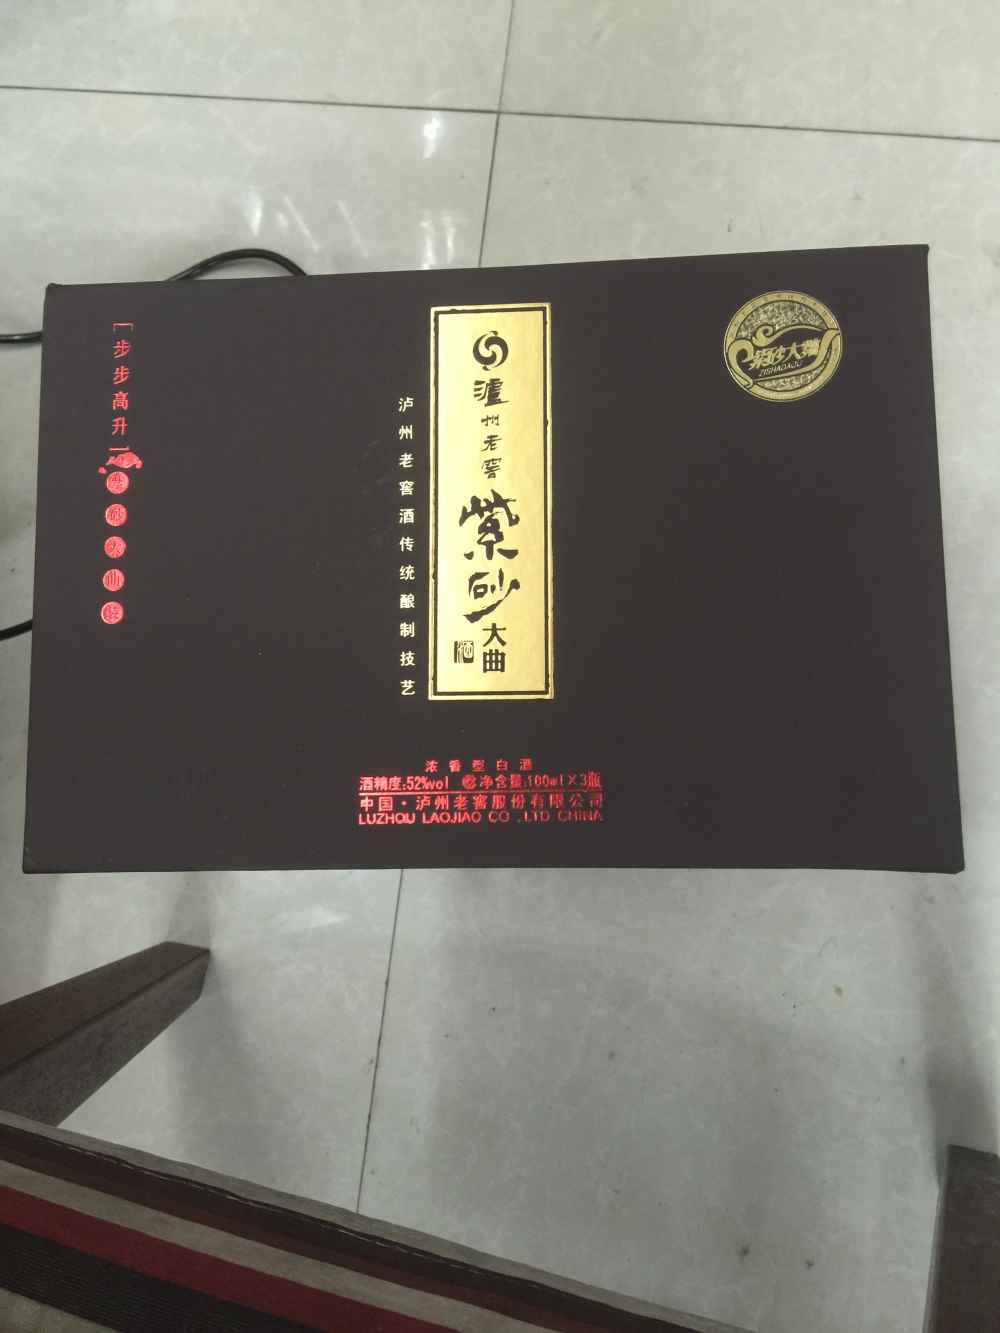 [步步高升]
泸州老窖酒传统酿制技艺
泸州老窖
紫砂
大曲
酒
紫砂大曲
ZISHADAQU
浓香型白酒
酒精度:52%vol 净含量:100ml×3瓶
中国·泸州老窖股份有限公司
LUZHOU LAOJIAO CO.,LTD CHINA